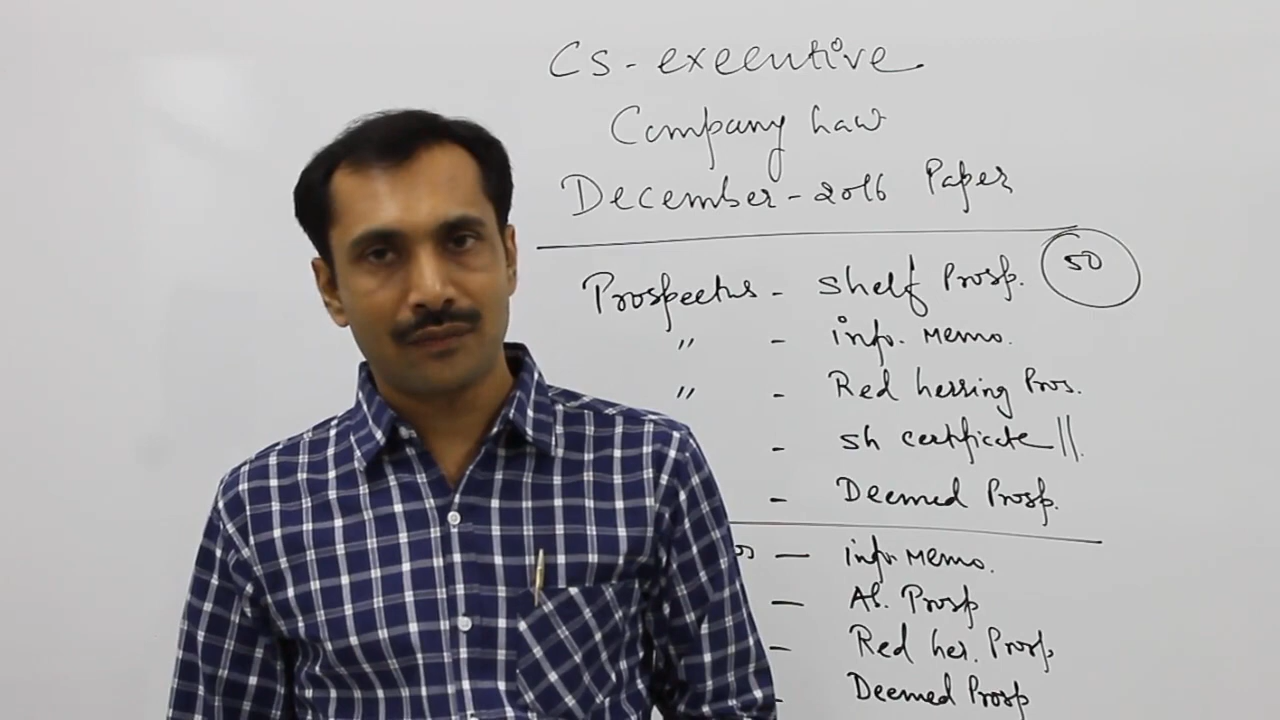 CS - executive
Company Law
December - 2016 Paper
Prospectus - Shelf Prosp. 50
" - info. Memo.
" - Red herring Pros.
- Sh certificate ||.
- Deemed Prosp.
— info Memo.
— Ab. Prosp
- Red her. Prosp
- Deemed Prosp